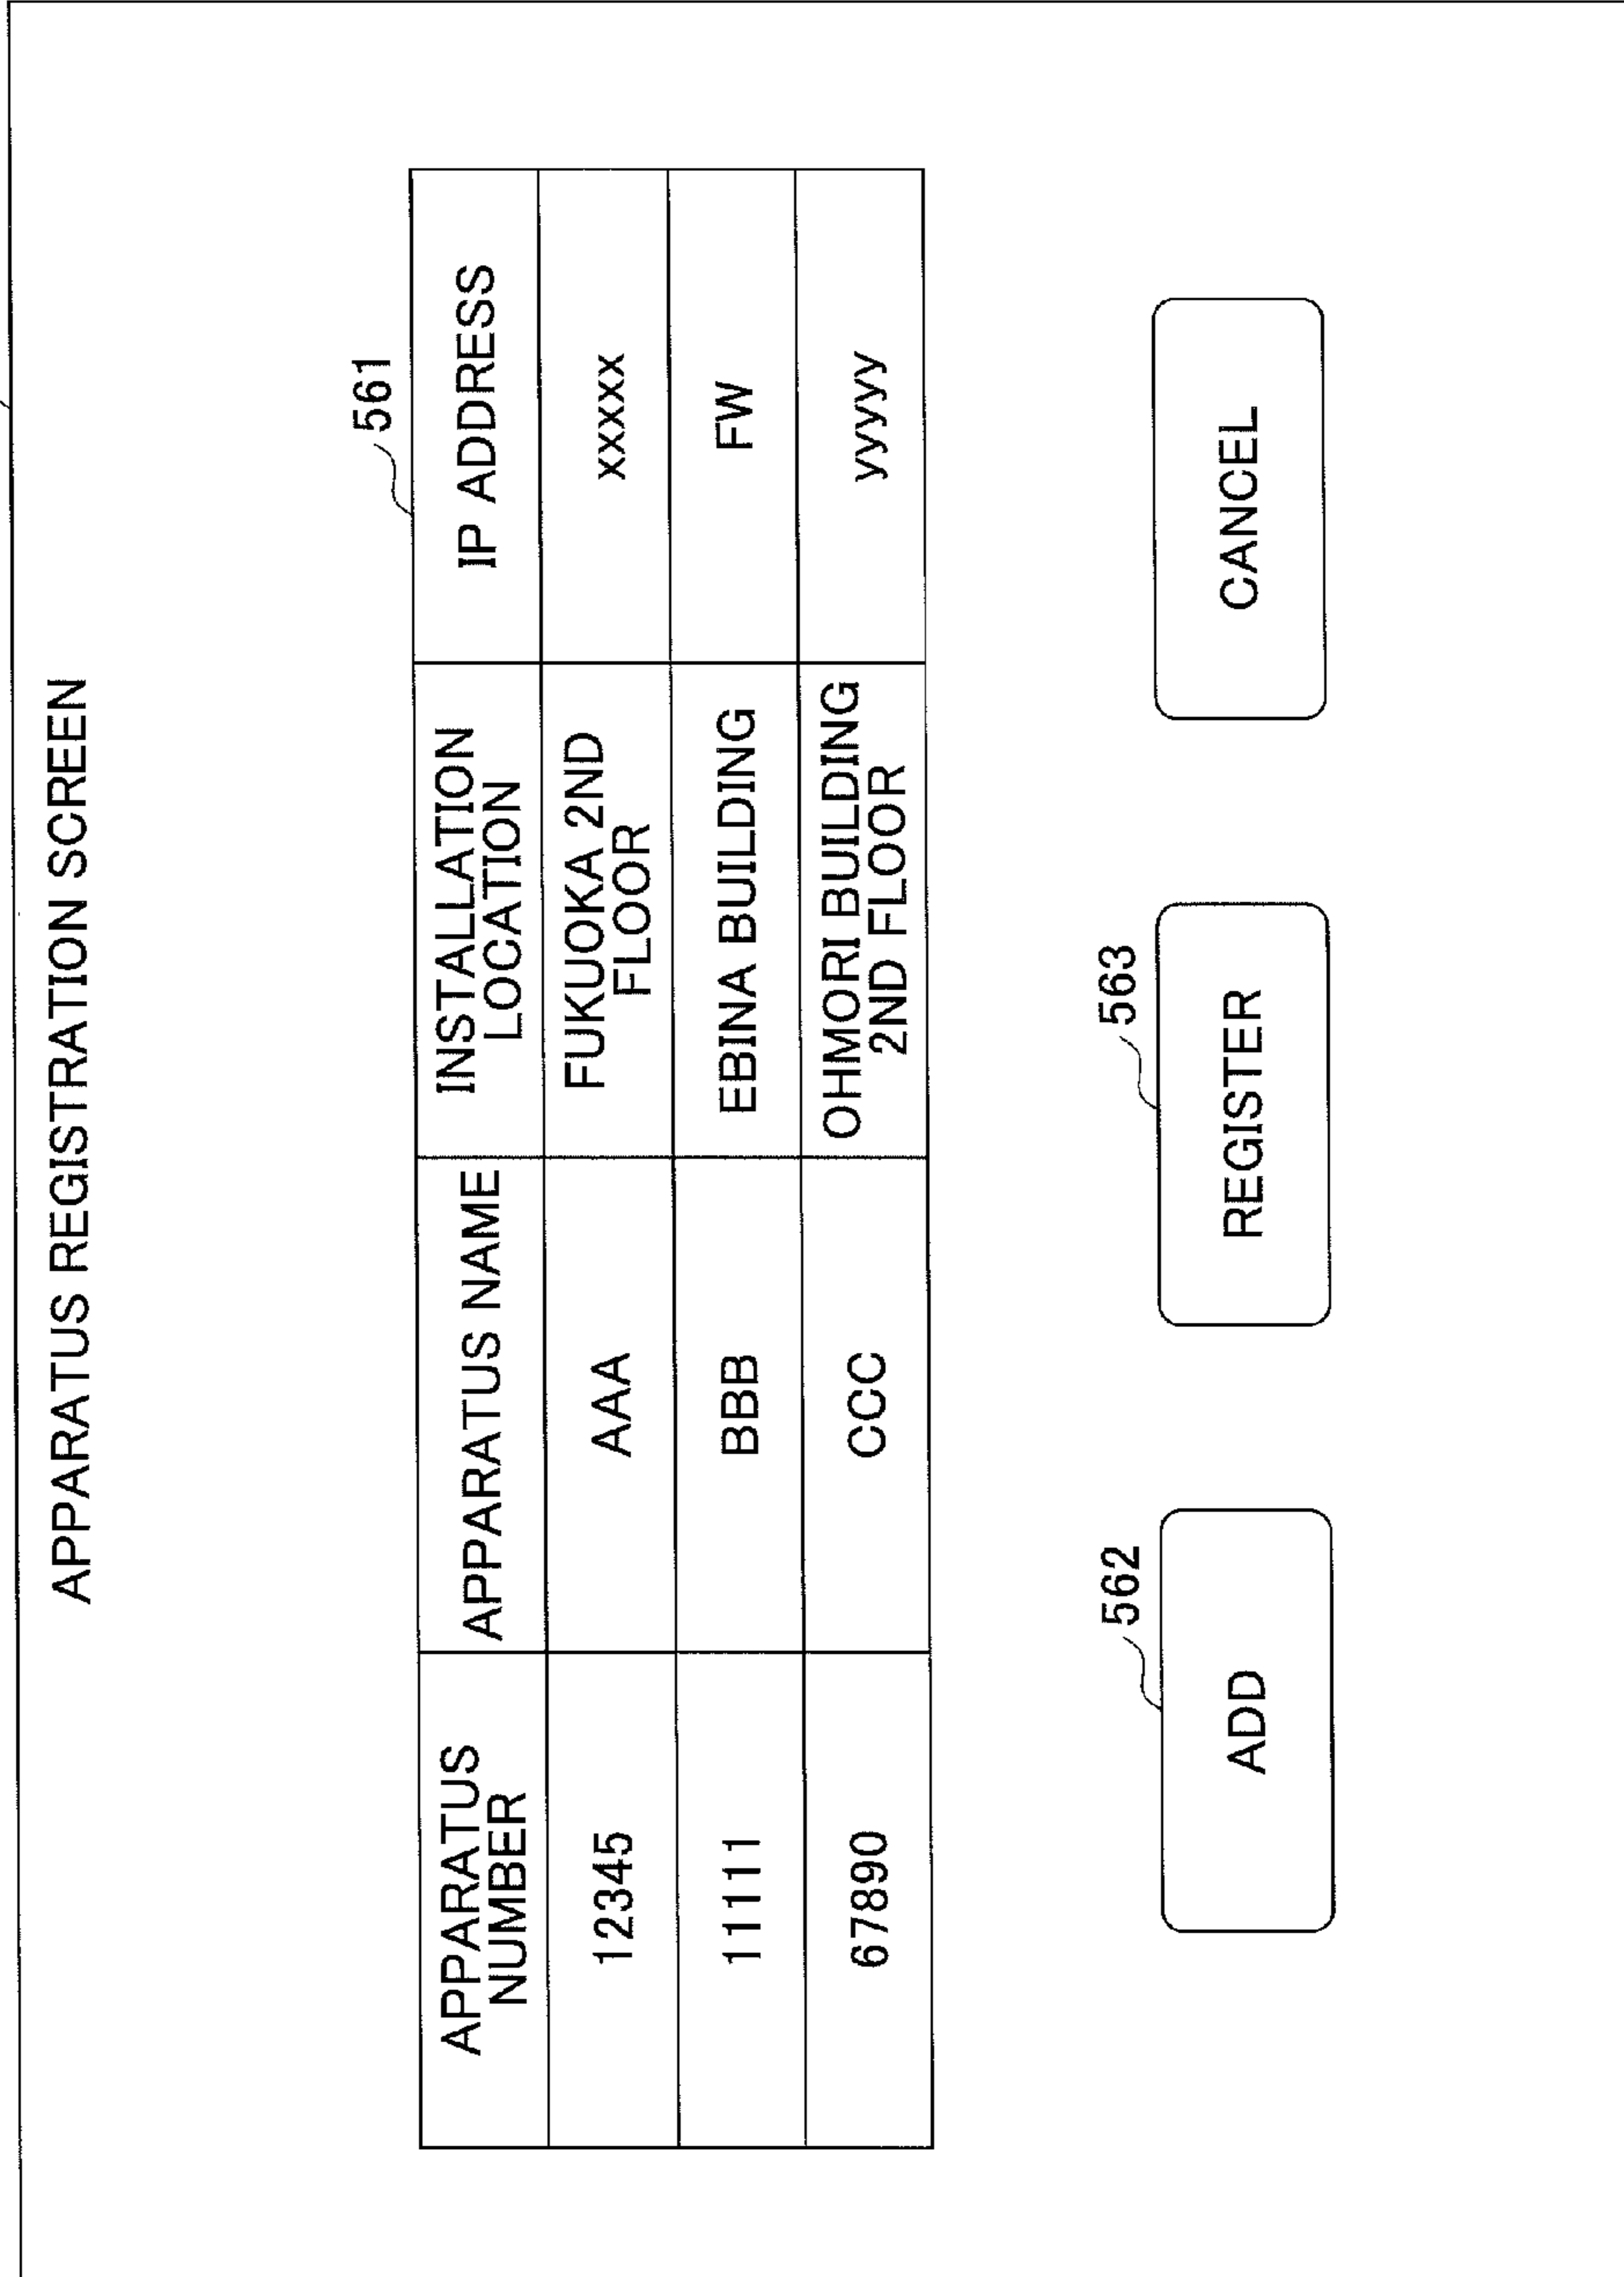 APPARATUS REGISTRATION SCREEN
561
APPARATUS
NUMBER
APPARATUS NAME
INSTALLATION
LOCATION
IP ADDRESS
12345
AAA
FUKUOKA 2ND
FLOOR
xxxxx
11111
BBB
EBINA BUILDING
FW
67890
CCC
OHMORI BUILDING
2ND FLOOR
yyyyy
562
563
ADD
REGISTER
CANCEL